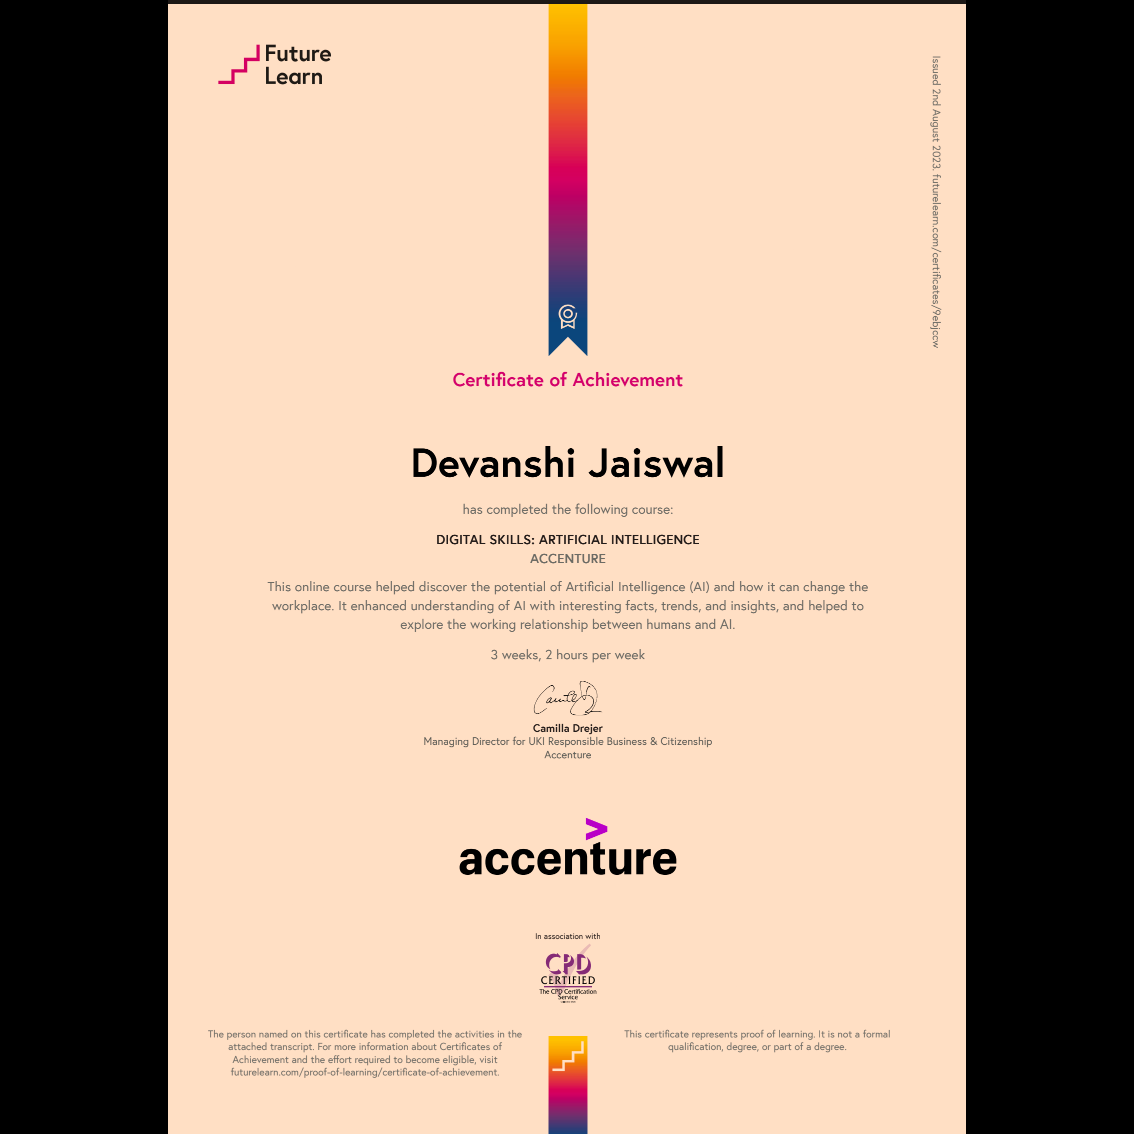 Future
Learn
Issued 2nd August 2023. futurelearn.com/certificates/9ebjccw
Certificate of Achievement
Devanshi Jaiswal
has completed the following course:
DIGITAL SKILLS: ARTIFICIAL INTELLIGENCE
ACCENTURE
This online course helped discover the potential of Artificial Intelligence (AI) and how it can change the
workplace. It enhanced understanding of AI with interesting facts, trends, and insights, and helped to
explore the working relationship between humans and AI.
3 weeks, 2 hours per week
Camilla Drejer
Managing Director for UKI Responsible Business & Citizenship
Accenture
accenture
In association with
CPD
CERTIFIED
The CPD Certification
Service
The person named on this certificate has completed the activities in the
attached transcript. For more information about Certificates of
Achievement and the effort required to become eligible, visit
futurelearn.com/proof-of-learning/certificate-of-achievement.
This certificate represents proof of learning. It is not a formal
qualification, degree, or part of a degree.